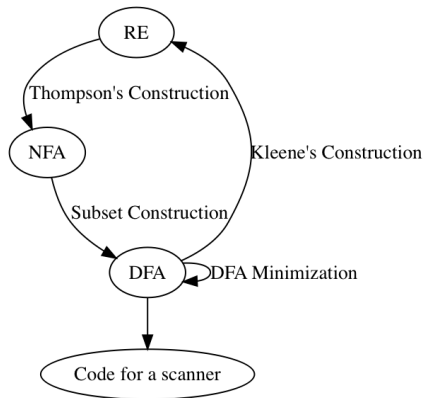 RE
Thompson's Construction
NFA
Kleene's Construction
Subset Construction
DFA
DFA Minimization
Code for a scanner